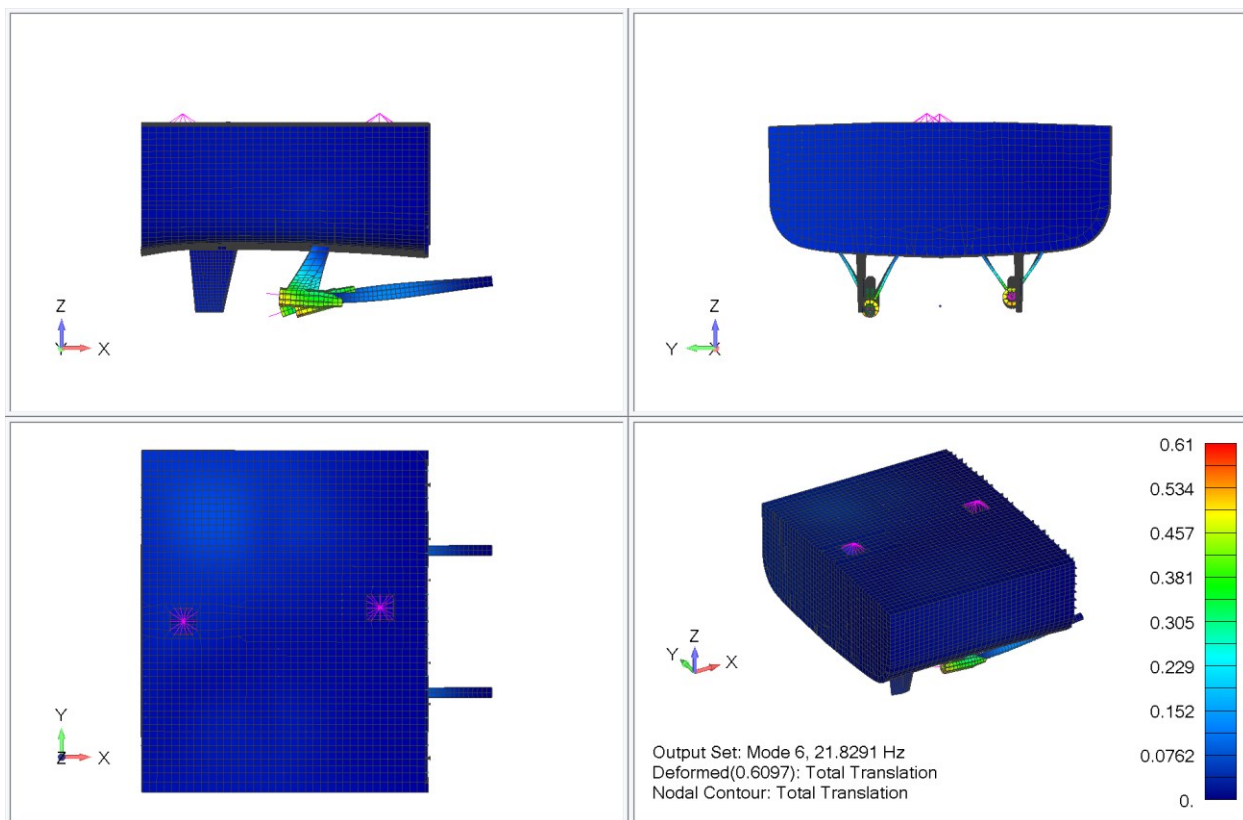 Z
Y
X
Z
Y
X
Y
Z
X
Z
Y
X
Output Set: Mode 6, 21.8291 Hz
Deformed(0.6097): Total Translation
Nodal Contour: Total Translation
0.61
0.534
0.457
0.381
0.305
0.229
0.152
0.0762
0.